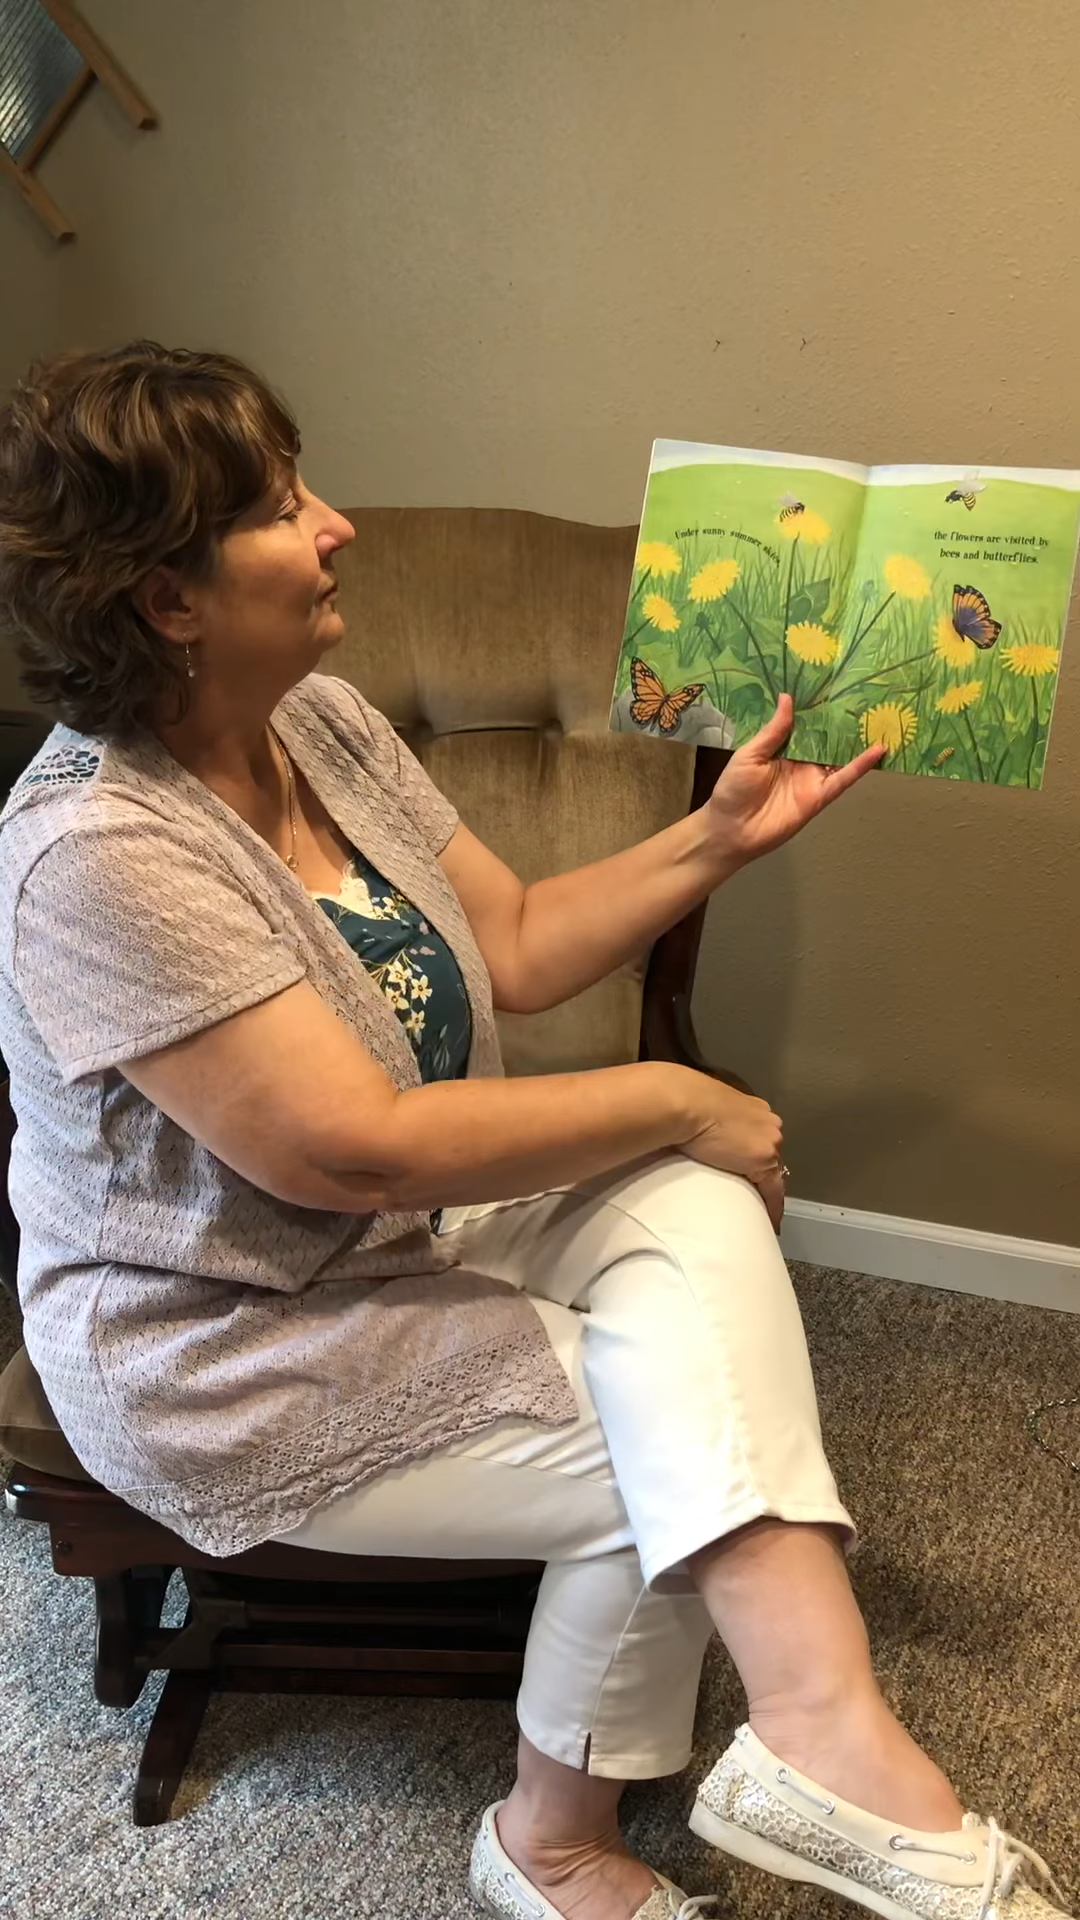 Under sunny summer skies,
the flowers are visited by
bees and butterflies.